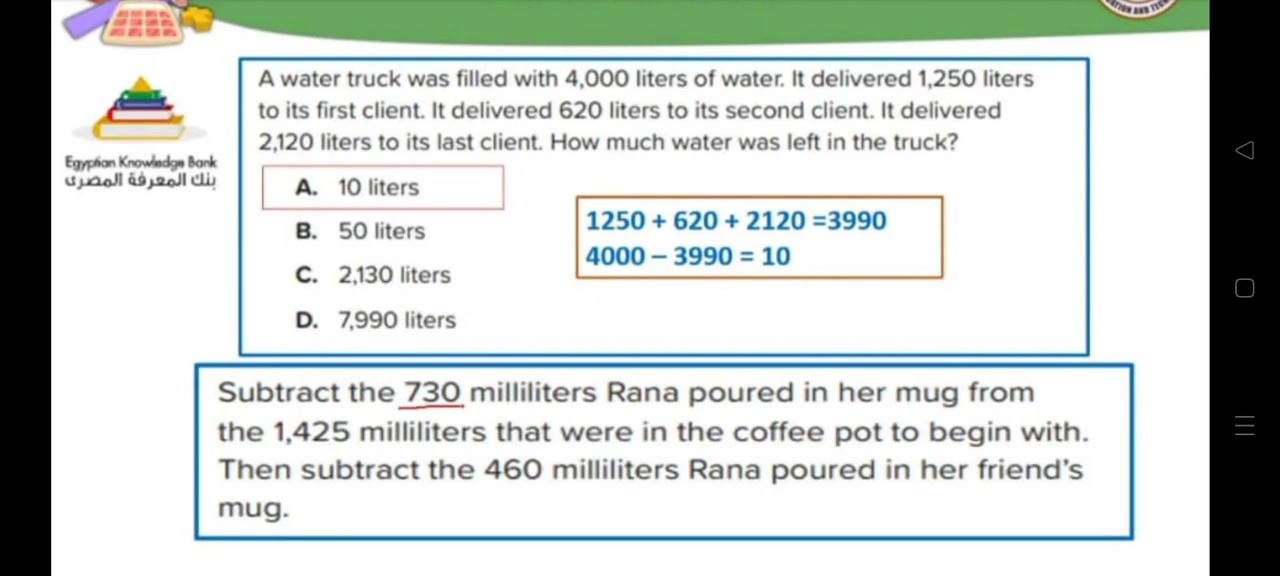 ATION AND TECH
Egyptian Knowledge Bank
بنك المعرفة المصرى
A water truck was filled with 4,000 liters of water. It delivered 1,250 liters
to its first client. It delivered 620 liters to its second client. It delivered
2,120 liters to its last client. How much water was left in the truck?
A. 10 liters
B. 50 liters
C. 2,130 liters
D. 7,990 liters
1250 + 620 + 2120 =3990
4000 – 3990 = 10
Subtract the 730 milliliters Rana poured in her mug from
the 1,425 milliliters that were in the coffee pot to begin with.
Then subtract the 460 milliliters Rana poured in her friend's
mug.